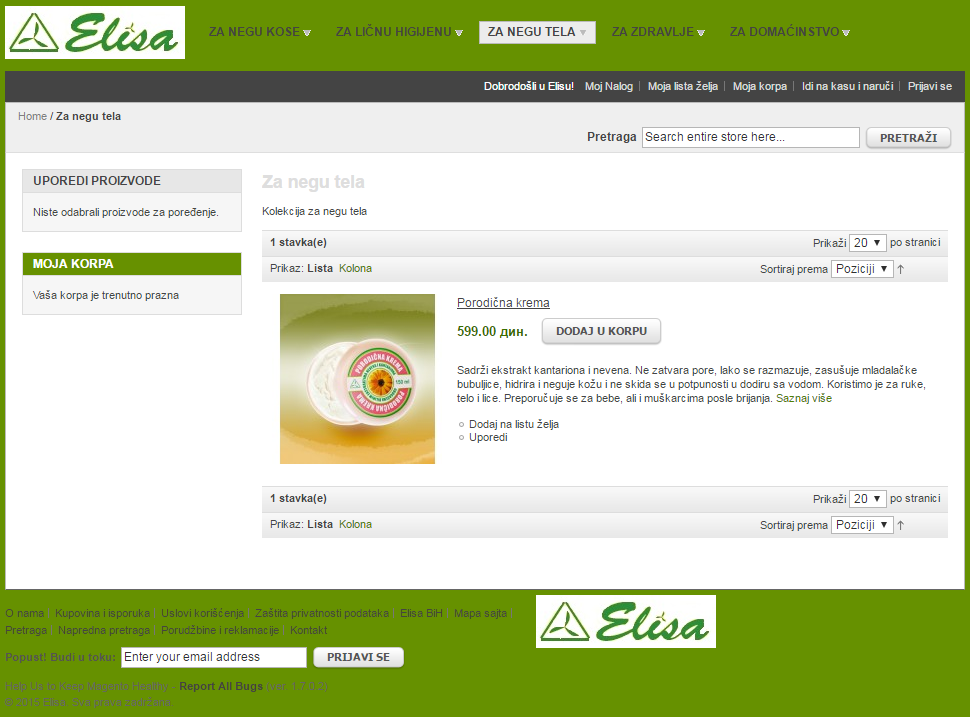 Elisa
ZA NEGU KOSE ZA LIČNU HIGIJENU ZA NEGU TELA ZA ZDRAVLJE ZA DOMAĆINSTVO
Dobrodošli u Elisu! Moj Nalog Moja lista želja Moja korpa Idi na kasu i naruči Prijavi se
Home / Za negu tela
Pretraga Search entire store here... PRETRAŽI
UPOREDI PROIZVODE
Niste odabrali proizvode za poređenje.
MOJA KORPA
Vaša korpa je trenutno prazna
Za negu tela
Kolekcija za negu tela
1 stavka(e) Prikaži 20 po stranici
Prikaz: Lista Kolona Sortiraj prema Poziciji
PORODIČNA KREMA
150 ml
Porodična krema
599.00 дин. DODAJ U KORPU
Sadrži ekstrakt kantariona i nevena. Ne zatvara pore, lako se razmazuje, zasušuje mladalačke
bubuljice, hidrira i neguje kožu i ne skida se u potpunosti u dodiru sa vodom. Koristimo je za ruke,
telo i lice. Preporučuje se za bebe, ali i muškarcima posle brijanja. Saznaj više
Dodaj na listu želja
Uporedi
1 stavka(e) Prikaži 20 po stranici
Prikaz: Lista Kolona Sortiraj prema Poziciji
O nama Kupovina i isporuka Uslovi korišćenja Zaštita privatnosti podataka Elisa BiH Mapa sajta
Pretraga Napredna pretraga Porudžbine i reklamacije Kontakt
Popust! Budi u toku: Enter your email address PRIJAVI SE
Help Us to Keep Magento Healthy - Report All Bugs (ver. 1.7.0.2)
© 2015 Elisa. Sva prava zadržana.
Elisa